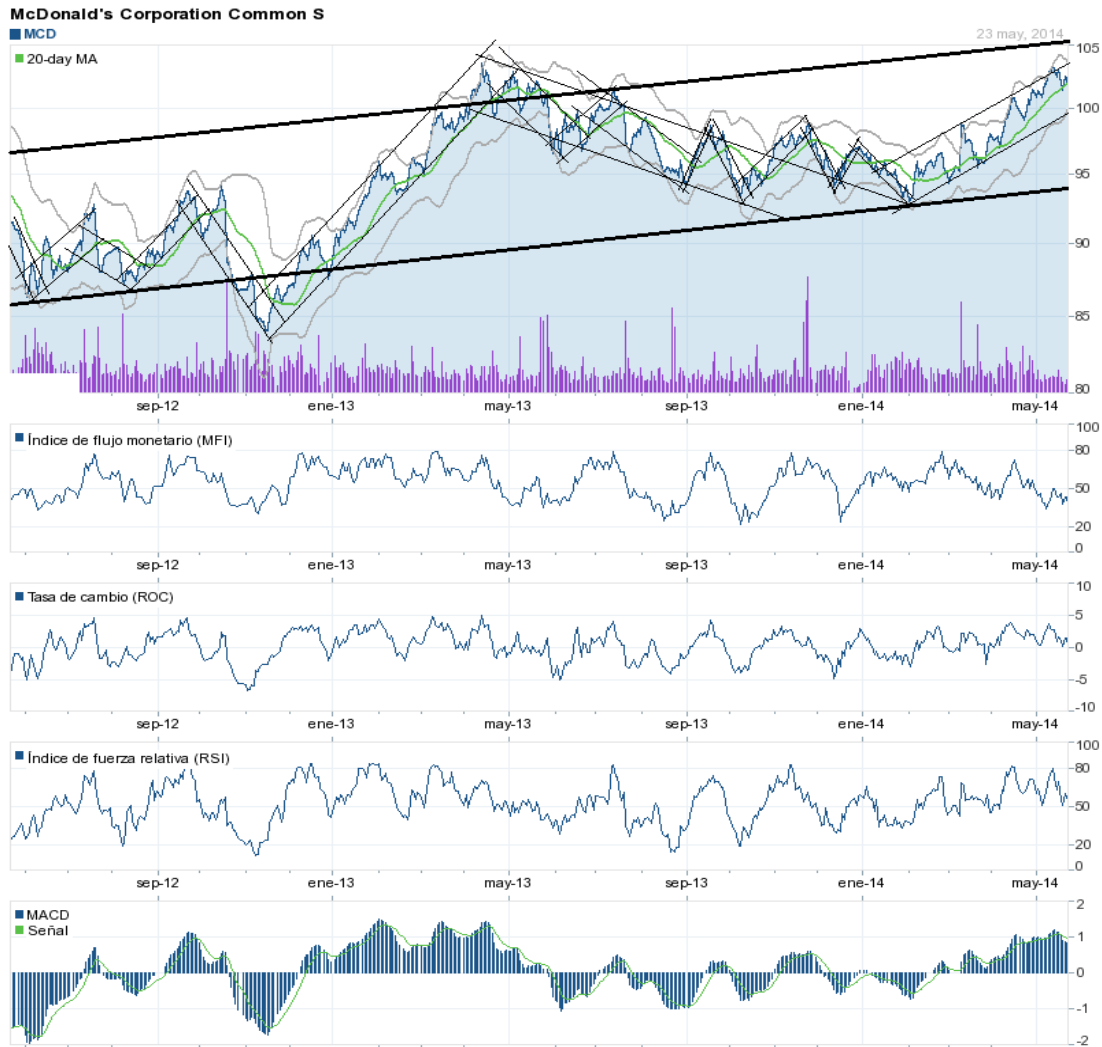 McDonald's Corporation Common S
MCD
23 may, 2014
20-day MA
105
100
95
90
85
80
sep-12 ene-13 may-13 sep-13 ene-14 may-14
Índice de flujo monetario (MFI)
100
80
50
20
0
sep-12 ene-13 may-13 sep-13 ene-14 may-14
Tasa de cambio (ROC)
10
5
0
-5
-10
sep-12 ene-13 may-13 sep-13 ene-14 may-14
Índice de fuerza relativa (RSI)
100
80
50
20
0
sep-12 ene-13 may-13 sep-13 ene-14 may-14
MACD
Señal
2
1
0
-1
-2